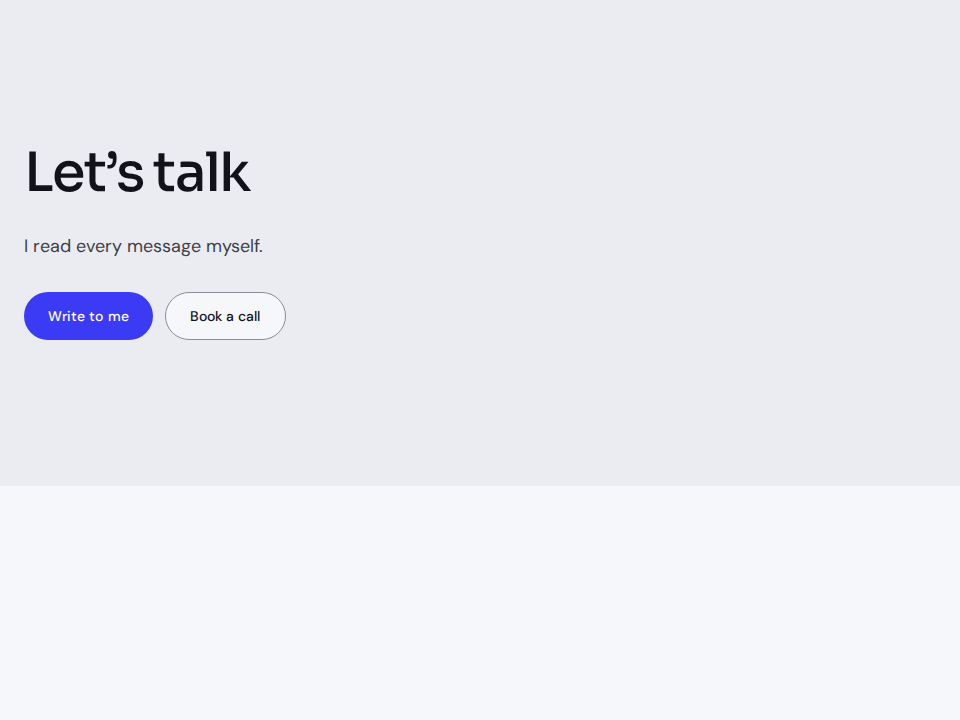 Let’s talk
I read every message myself.
Write to me
Book a call